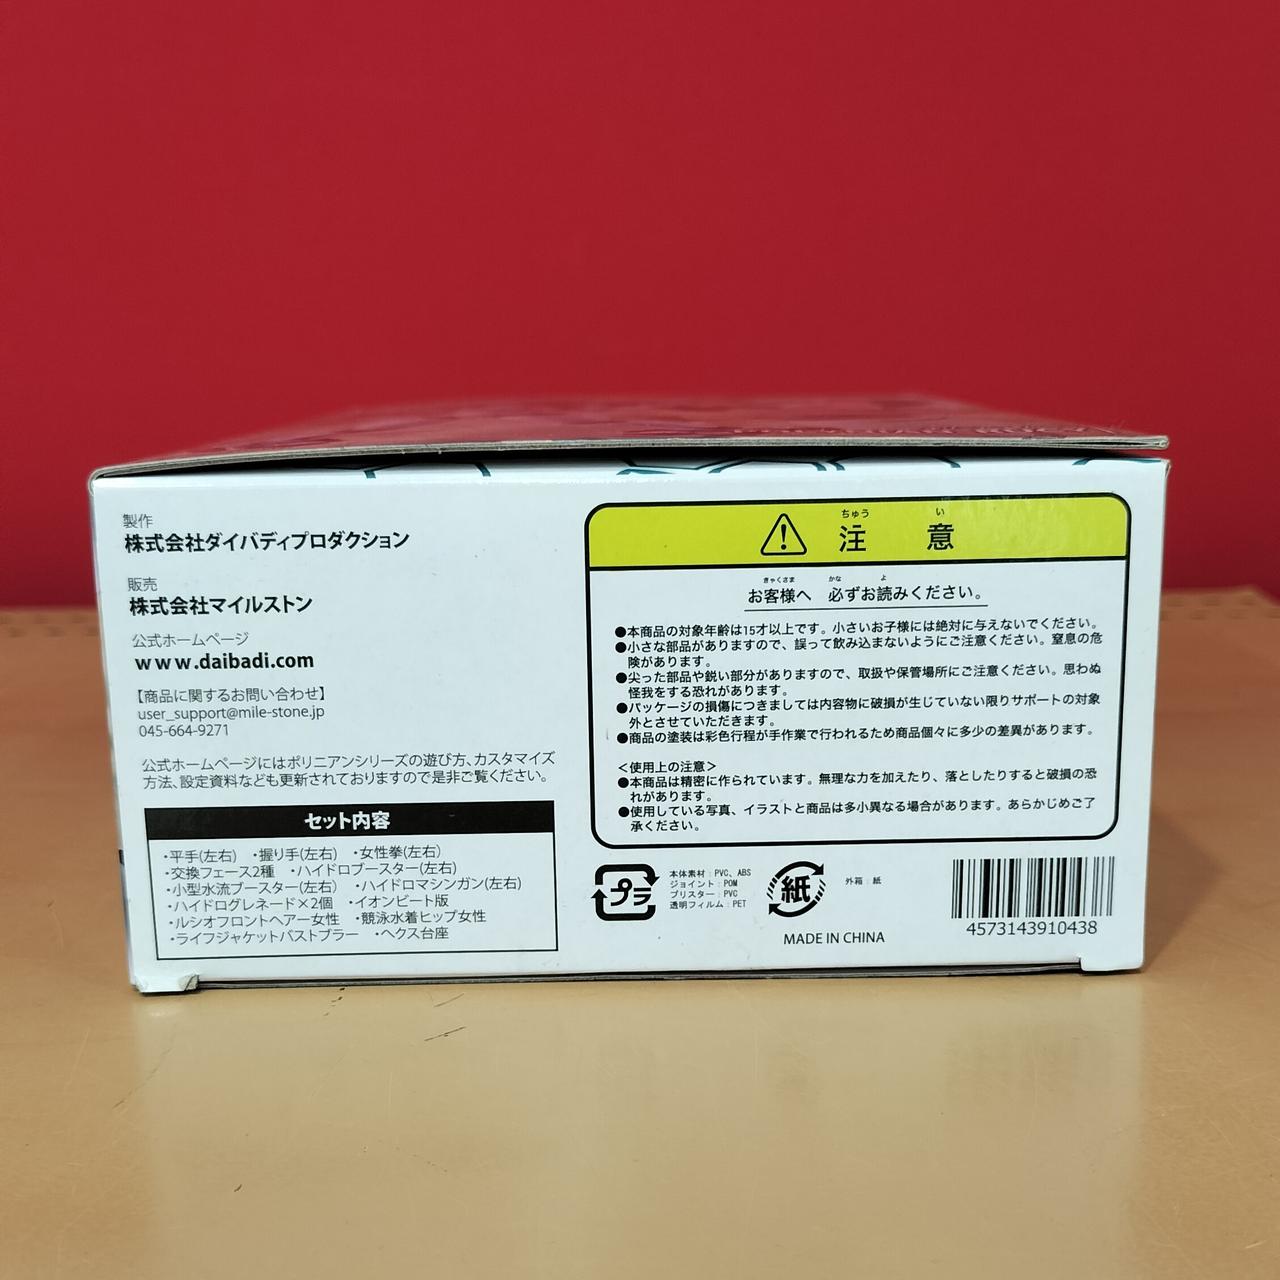 製作
株式会社ダイバディプロダクション
販売
株式会社マイルストン
公式ホームページ
www.daibadi.com
【商品に関するお問い合わせ】
user_support@mile-stone.jp
045-664-9271
公式ホームページにはポリニアンシリーズの遊び方、カスタマイズ
方法、設定資料なども更新されておりますので是非ご覧ください。
セット内容
・平手(左右) ・握り手(左右) ・女性拳(左右)
・交換フェース2種 ・ハイドロブースター(左右)
・小型水流ブースター(左右) ・ハイドロマシンガン(左右)
・ハイドログレネード×2個 ・イオンビート版
・ルシオフロントヘアー女性 ・競泳水着ヒップ女性
・ライフジャケットバストブラー ・ヘクス台座
ちゅう い
注 意
きゃくさま かな よ
お客様へ 必ずお読みください。
●本商品の対象年齢は15才以上です。小さいお子様には絶対に与えないでください。
●小さな部品がありますので、誤って飲み込まないようにご注意ください。窒息の危
険があります。
●尖った部品や鋭い部分がありますので、取扱や保管場所にご注意ください。思わぬ
怪我をする恐れがあります。
●パッケージの損傷につきましては内容物に破損が生じていない限りサポートの対象
外とさせていただきます。
●商品の塗装は彩色行程が手作業で行われるため商品個々に多少の差異があります。
＜使用上の注意＞
●本商品は精密に作られています。無理な力を加えたり、落としたりすると破損の恐
れがあります。
●使用している写真、イラストと商品は多小異なる場合があります。あらかじめご了
承ください。
プラ
本体素材：PVC、ABS
ジョイント：POM
ブリスター：PVC
透明フィルム：PET
紙
外箱：紙
MADE IN CHINA
4573143910438